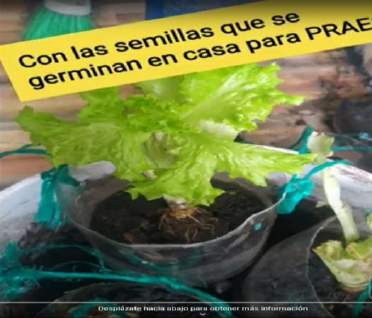 Con las semillas que se
germinan en casa para PRAE
Desplázate hacia abajo para obtener más información